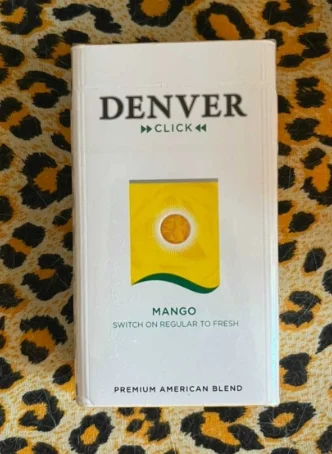 DENVER
CLICK
MANGO
SWITCH ON REGULAR TO FRESH
PREMIUM AMERICAN BLEND